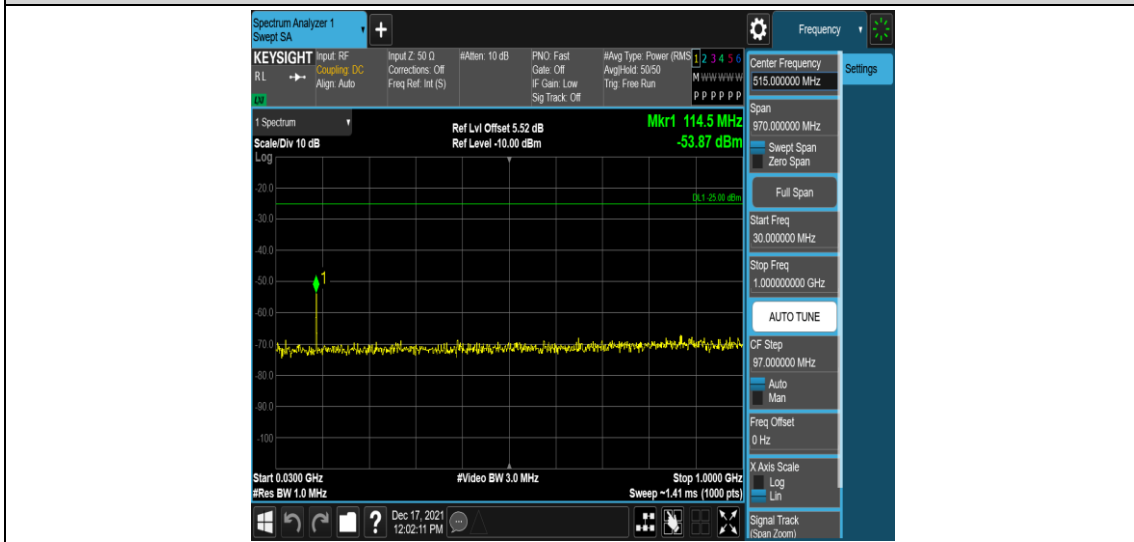 Spectrum Analyzer 1
Swept SA
+
Frequency
KEYSIGHT
RL
LXI
Input: RF
Coupling: DC
Align: Auto
Input Z: 50 Ω
Corrections: Off
Freq Ref: Int (S)
#Atten: 10 dB
PNO: Fast
Gate: Off
IF Gain: Low
Sig Track: Off
#Avg Type: Power (RMS
Avg|Hold: 50/50
Trig: Free Run
1 2 3 4 5 6
M W W W W W
P P P P P P
1 Spectrum
Scale/Div 10 dB
Log
Ref Lvl Offset 5.52 dB
Ref Level -10.00 dBm
Mkr1 114.5 MHz
-53.87 dBm
-20.0
DL1 -25.00 dBm
-30.0
-40.0
-50.0
1
-60.0
-70.0
-80.0
-90.0
-100
Start 0.0300 GHz
#Res BW 1.0 MHz
#Video BW 3.0 MHz
Stop 1.0000 GHz
Sweep ~1.41 ms (1000 pts)
?
Dec 17, 2021
12:02:11 PM
Center Frequency
515.000000 MHz
Settings
Span
970.000000 MHz
Swept Span
Zero Span
Full Span
Start Freq
30.000000 MHz
Stop Freq
1.000000000 GHz
AUTO TUNE
CF Step
97.000000 MHz
Auto
Man
Freq Offset
0 Hz
X Axis Scale
Log
Lin
Signal Track
(Span Zoom)